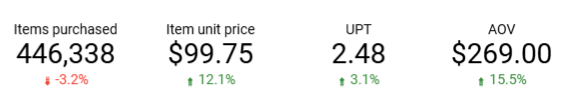 Items purchased Item unit price UPT AOV
446,338 $99.75 2.48 $269.00
-3.2% 12.1% 3.1% 15.5%